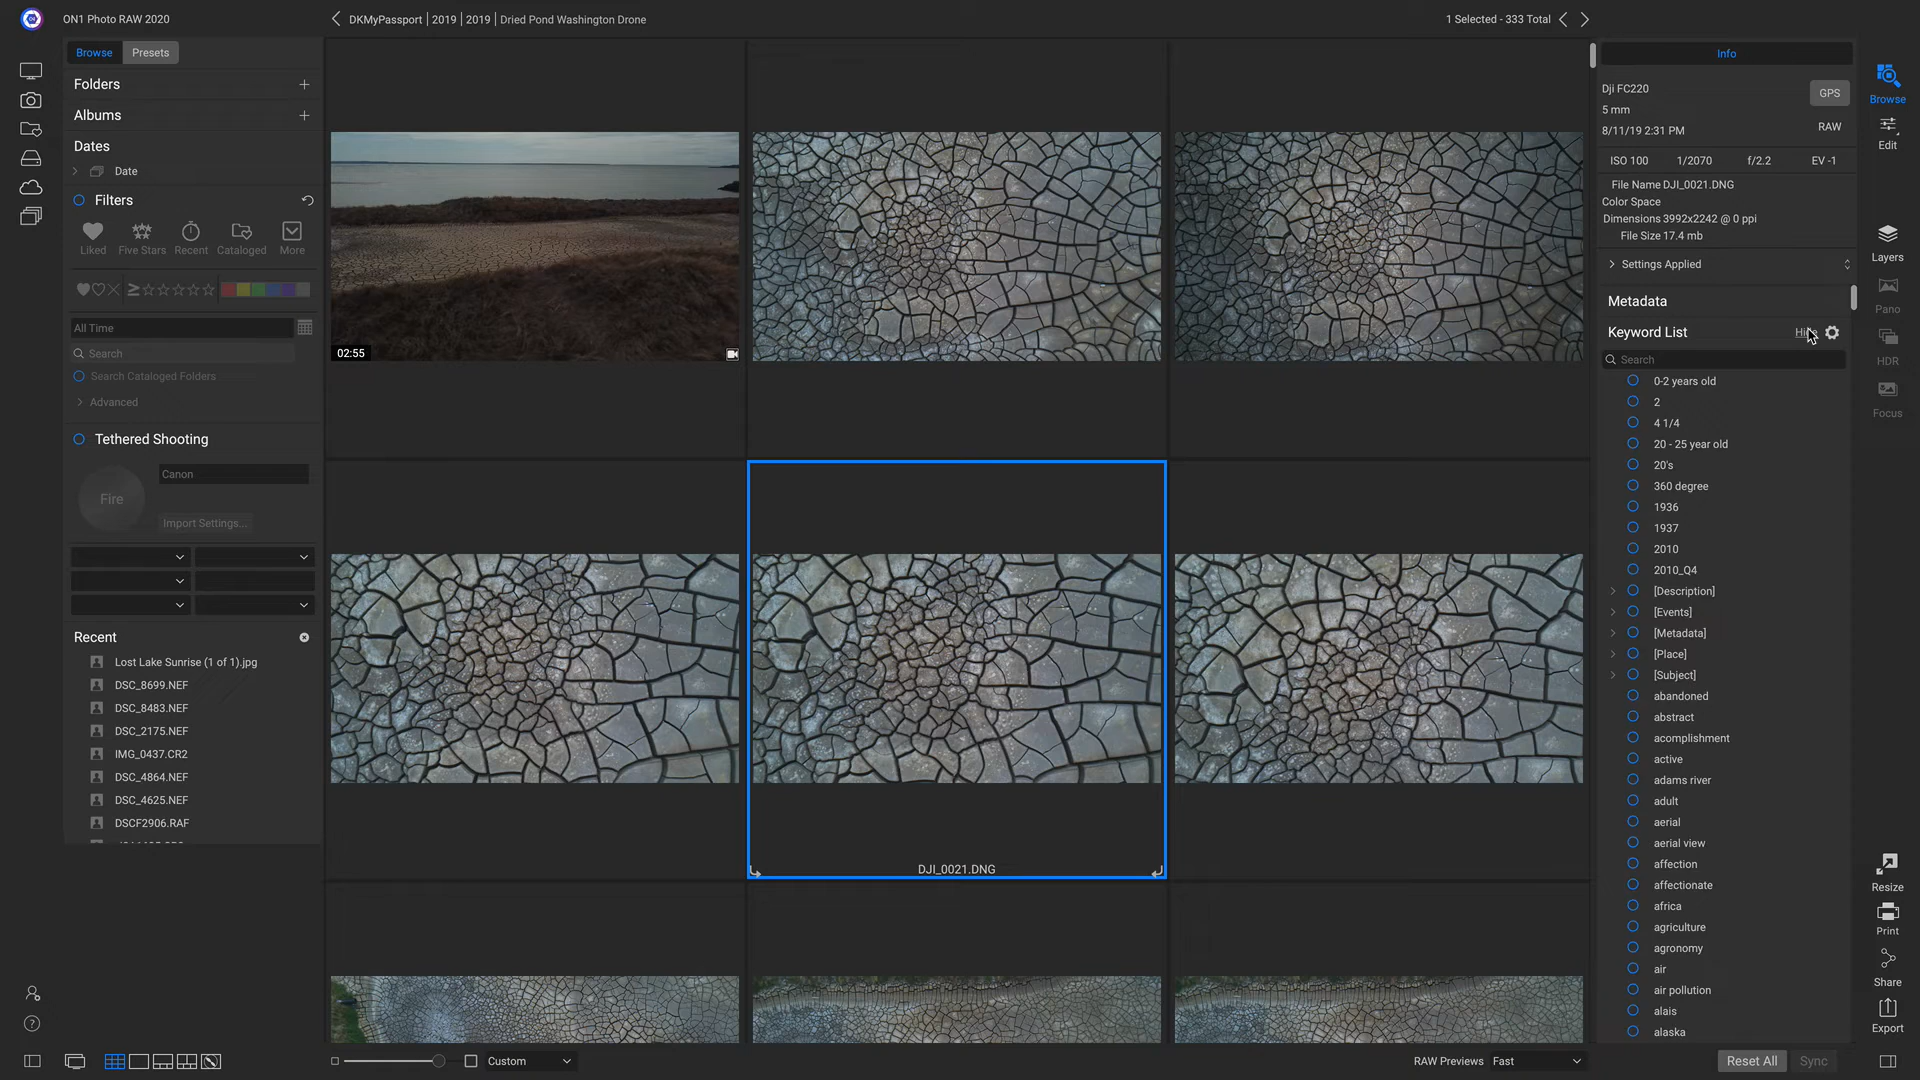 ON1 Photo RAW 2020
DKMyPassport | 2019 | 2019 | Dried Pond Washington Drone
1 Selected - 333 Total
Browse
Presets
Folders
Albums
Dates
Date
Filters
Liked
Five Stars
Recent
Cataloged
More
All Time
Search
Search Cataloged Folders
Advanced
Tethered Shooting
Fire
Canon
Import Settings...
Recent
Lost Lake Sunrise (1 of 1).jpg
DSC_8699.NEF
DSC_8483.NEF
DSC_2175.NEF
IMG_0437.CR2
DSC_4864.NEF
DSC_4625.NEF
DSCF2906.RAF
02:55
DJI_0021.DNG
Custom
RAW Previews Fast
Info
Dji FC220
GPS
5 mm
8/11/19 2:31 PM
RAW
ISO 100 1/2070 f/2.2 EV -1
File Name DJI_0021.DNG
Color Space
Dimensions 3992x2242 @ 0 ppi
File Size 17.4 mb
Settings Applied
Metadata
Keyword List
Search
0-2 years old
2
4 1/4
20 - 25 year old
20's
360 degree
1936
1937
2010
2010_Q4
[Description]
[Events]
[Metadata]
[Place]
[Subject]
abandoned
abstract
acomplishment
active
adams river
adult
aerial
aerial view
affection
affectionate
africa
agriculture
agronomy
air
air pollution
alais
alaska
Reset All
Sync
Browse
Edit
Layers
Pano
HDR
Focus
Resize
Print
Share
Export